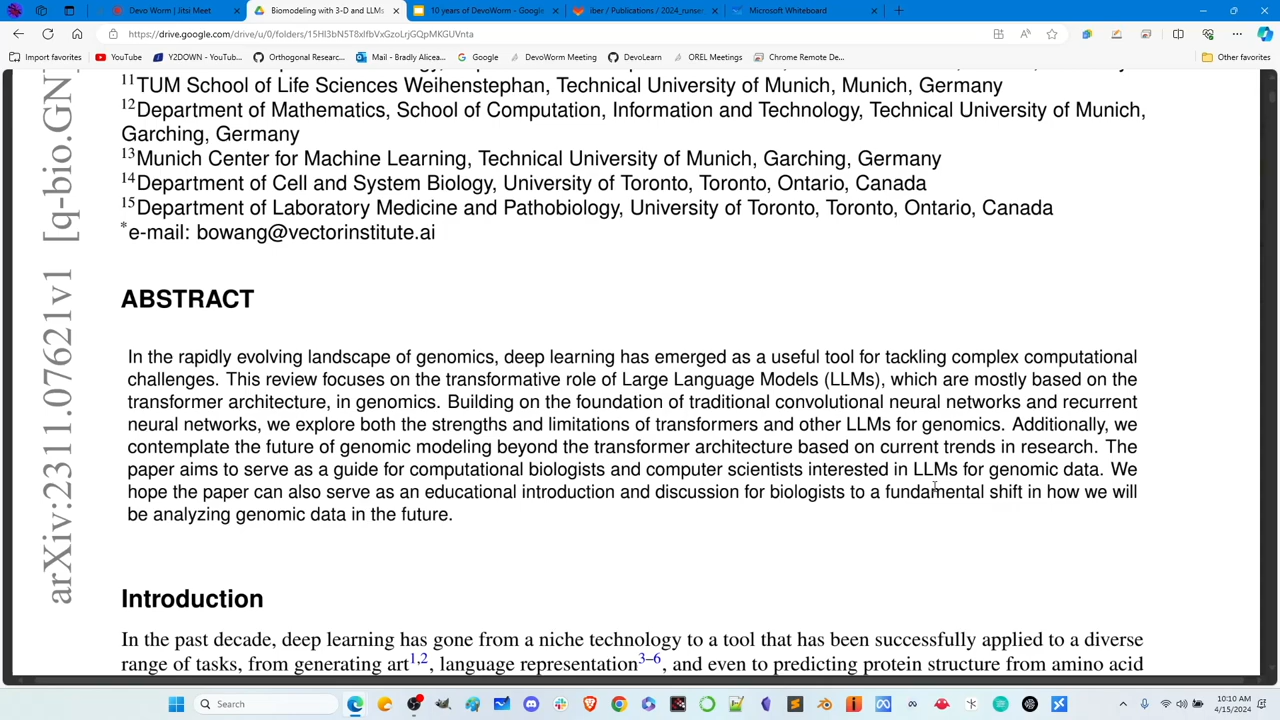 Devo Worm | Jitsi Meet
Biomodeling with 3-D and LLMs
10 years of DevoWorm - Google
iber / Publications / 2024_runser
Microsoft Whiteboard
https://drive.google.com/drive/u/0/folders/15HI3bN5T8xIfbVxGzoLrjGQpMKGUVnta
Import favorites
YouTube
Y2DOWN - YouTub...
Orthogonal Researc...
Mail - Bradly Alicea...
Google
DevoWorm Meeting
DevoLearn
OREL Meetings
Chrome Remote De...
Other favorites
11TUM School of Life Sciences Weihenstephan, Technical University of Munich, Munich, Germany
12Department of Mathematics, School of Computation, Information and Technology, Technical University of Munich,
Garching, Germany
13Munich Center for Machine Learning, Technical University of Munich, Garching, Germany
14Department of Cell and System Biology, University of Toronto, Toronto, Ontario, Canada
15Department of Laboratory Medicine and Pathobiology, University of Toronto, Toronto, Ontario, Canada
*e-mail: bowang@vectorinstitute.ai
arXiv:2311.07621v1 [q-bio.GN
ABSTRACT
In the rapidly evolving landscape of genomics, deep learning has emerged as a useful tool for tackling complex computational
challenges. This review focuses on the transformative role of Large Language Models (LLMs), which are mostly based on the
transformer architecture, in genomics. Building on the foundation of traditional convolutional neural networks and recurrent
neural networks, we explore both the strengths and limitations of transformers and other LLMs for genomics. Additionally, we
contemplate the future of genomic modeling beyond the transformer architecture based on current trends in research. The
paper aims to serve as a guide for computational biologists and computer scientists interested in LLMs for genomic data. We
hope the paper can also serve as an educational introduction and discussion for biologists to a fundamental shift in how we will
be analyzing genomic data in the future.
Introduction
In the past decade, deep learning has gone from a niche technology to a tool that has been successfully applied to a diverse
range of tasks, from generating art1,2, language representation3–6, and even to predicting protein structure from amino acid
Search
10:10 AM
4/15/2024